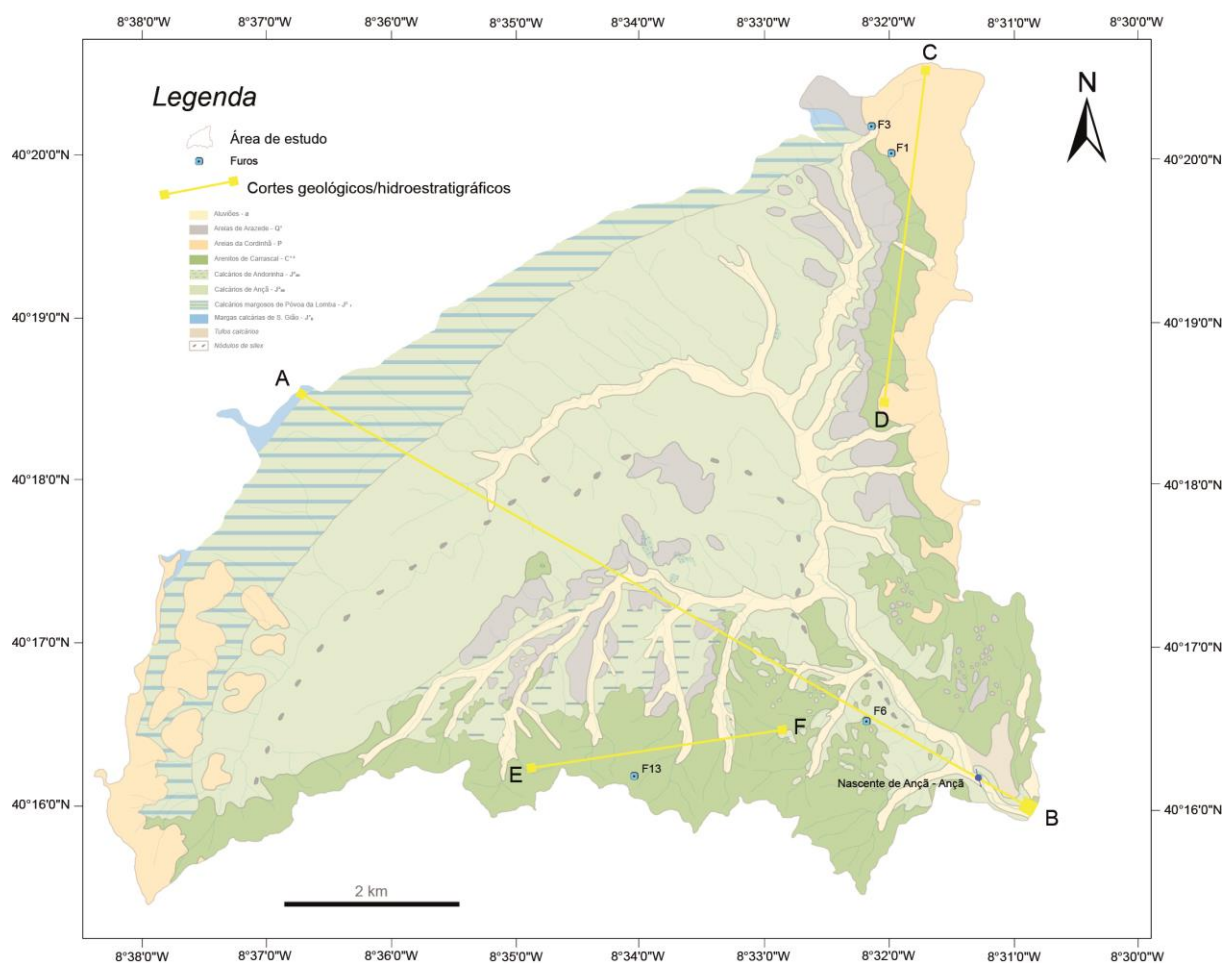 8°38'0"W 8°37'0"W 8°36'0"W 8°35'0"W 8°34'0"W 8°33'0"W 8°32'0"W 8°31'0"W 8°30'0"W
C
N
Legenda
Área de estudo
Furos
Cortes geológicos/hidroestratigráficos
Aluviões - a
Areias de Arazede -
Areias da Cordinhã - P
Arenitos de Carrascal -
Calcários de Andorinha -
Calcários de Ançã -
Calcários margosos de Póvoa da Lomba -
Margas calcárias de S. Gião -
Tufos calcários
Nódulos de sílex
F3
F1
40°20'0"N 40°20'0"N
40°19'0"N 40°19'0"N
A
D
40°18'0"N 40°18'0"N
40°17'0"N 40°17'0"N
F6
F
E
F13
Nascente de Ançã - Ançã
40°16'0"N 40°16'0"N
B
2 km
8°38'0"W 8°37'0"W 8°36'0"W 8°35'0"W 8°34'0"W 8°33'0"W 8°32'0"W 8°31'0"W 8°30'0"W